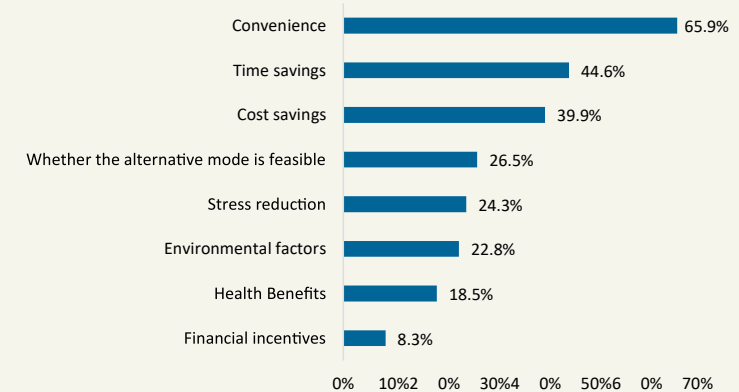 Convenience 65.9%
Time savings 44.6%
Cost savings 39.9%
Whether the alternative mode is feasible 26.5%
Stress reduction 24.3%
Environmental factors 22.8%
Health Benefits 18.5%
Financial incentives 8.3%
0% 10%2 0% 30%4 0% 50%6 0% 70%